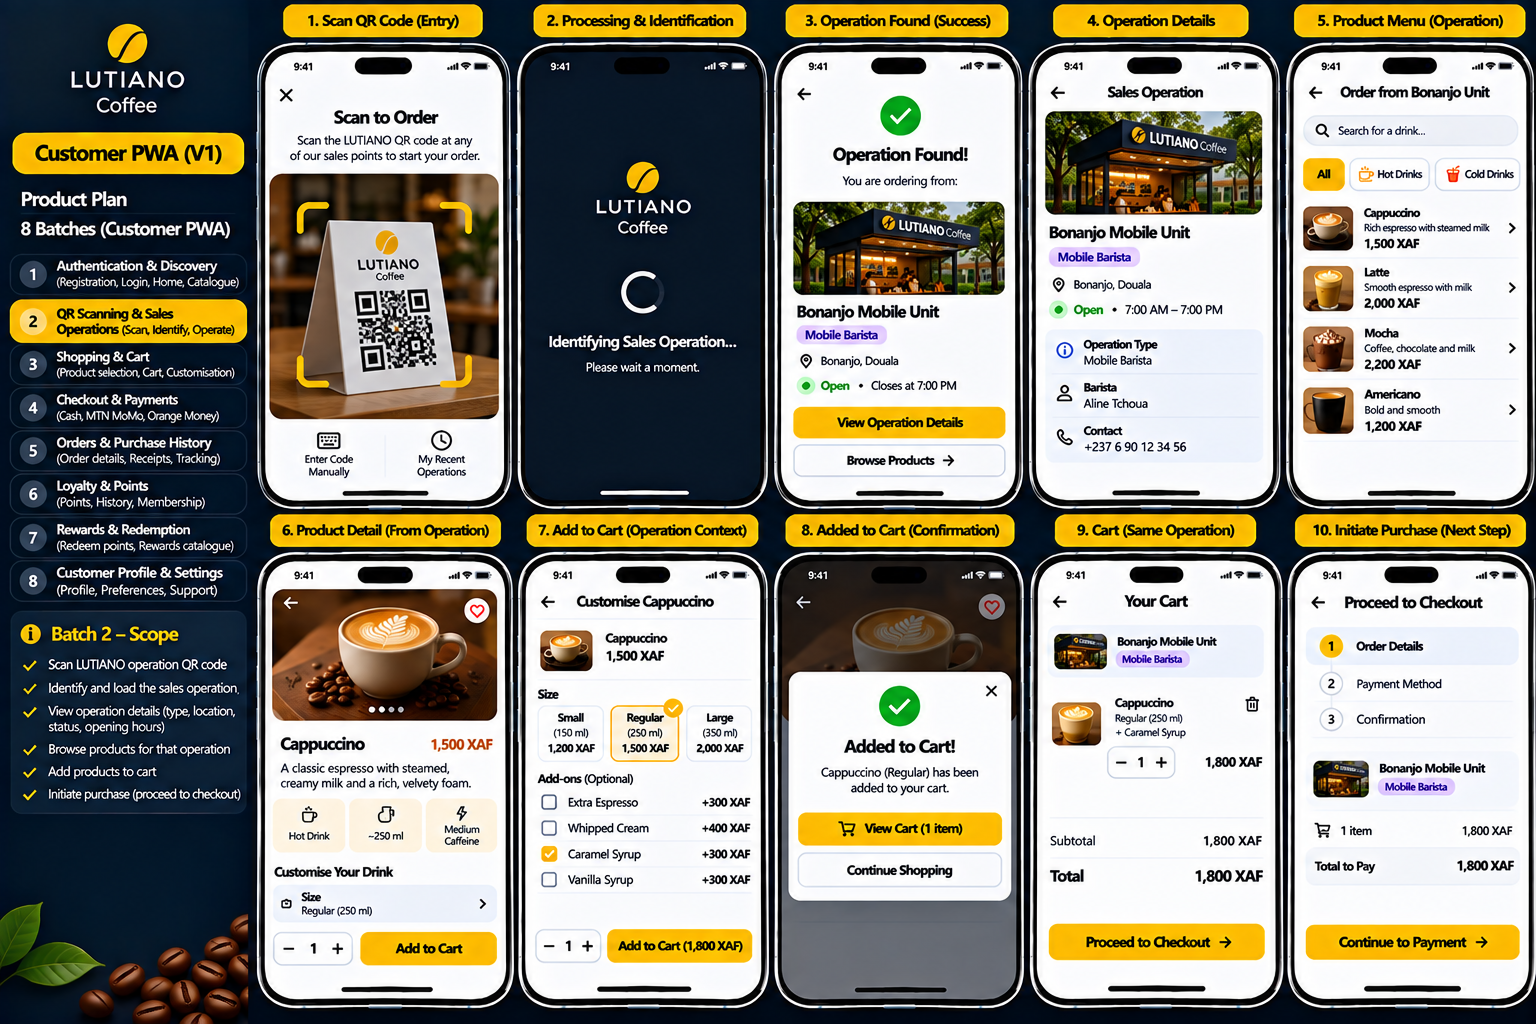 LUTIANO
Coffee
Customer PWA (V1)
Product Plan
8 Batches (Customer PWA)
1
Authentication & Discovery
(Registration, Login, Home, Catalogue)
2
QR Scanning & Sales
Operations (Scan, Identify, Operate)
3
Shopping & Cart
(Product selection, Cart, Customisation)
4
Checkout & Payments
(Cash, MTN MoMo, Orange Money)
5
Orders & Purchase History
(Order details, Receipts, Tracking)
6
Loyalty & Points
(Points, History, Membership)
7
Rewards & Redemption
(Redeem points, Rewards catalogue)
8
Customer Profile & Settings
(Profile, Preferences, Support)
Batch 2 – Scope
Scan LUTIANO operation QR code
Identify and load the sales operation.
View operation details (type, location,
status, opening hours)
Browse products for that operation
Add products to cart
Initiate purchase (proceed to checkout)
1. Scan QR Code (Entry)
9:41
Scan to Order
Scan the LUTIANO QR code at any
of our sales points to start your order.
LUTIANO
Coffee
Enter Code
Manually
My Recent
Operations
2. Processing & Identification
9:41
LUTIANO
Coffee
Identifying Sales Operation...
Please wait a moment.
3. Operation Found (Success)
9:41
Operation Found!
You are ordering from:
LUTIANO Coffee
Bonanjo Mobile Unit
Mobile Barista
Bonanjo, Douala
Open • Closes at 7:00 PM
View Operation Details
Browse Products →
4. Operation Details
9:41
Sales Operation
LUTIANO Coffee
Bonanjo Mobile Unit
Mobile Barista
Bonanjo, Douala
Open • 7:00 AM – 7:00 PM
Operation Type
Mobile Barista
Barista
Aline Tchoua
Contact
+237 6 90 12 34 56
5. Product Menu (Operation)
9:41
Order from Bonanjo Unit
Search for a drink...
All
Hot Drinks
Cold Drinks
Cappuccino
Rich espresso with steamed milk
1,500 XAF
Latte
Smooth espresso with milk
2,000 XAF
Mocha
Coffee, chocolate and milk
2,200 XAF
Americano
Bold and smooth
1,200 XAF
6. Product Detail (From Operation)
9:41
Cappuccino 1,500 XAF
A classic espresso with steamed,
creamy milk and a rich, velvety foam.
Hot Drink
~250 ml
Medium
Caffeine
Customise Your Drink
Size
Regular (250 ml)
− 1 +
Add to Cart
7. Add to Cart (Operation Context)
9:41
Customise Cappuccino
Cappuccino
1,500 XAF
Size
Small
(150 ml)
1,200 XAF
Regular
(250 ml)
1,500 XAF
Large
(350 ml)
2,000 XAF
Add-ons (Optional)
Extra Espresso +300 XAF
Whipped Cream +400 XAF
Caramel Syrup +300 XAF
Vanilla Syrup +300 XAF
− 1 +
Add to Cart (1,800 XAF)
8. Added to Cart (Confirmation)
9:41
Added to Cart!
Cappuccino (Regular) has been
added to your cart.
View Cart (1 item)
Continue Shopping
9. Cart (Same Operation)
9:41
Your Cart
Bonanjo Mobile Unit
Mobile Barista
Cappuccino
Regular (250 ml)
+ Caramel Syrup
− 1 +
1,800 XAF
Subtotal 1,800 XAF
Total 1,800 XAF
Proceed to Checkout →
10. Initiate Purchase (Next Step)
9:41
Proceed to Checkout
1 Order Details
2 Payment Method
3 Confirmation
Bonanjo Mobile Unit
Mobile Barista
1 item 1,800 XAF
Total to Pay 1,800 XAF
Continue to Payment →